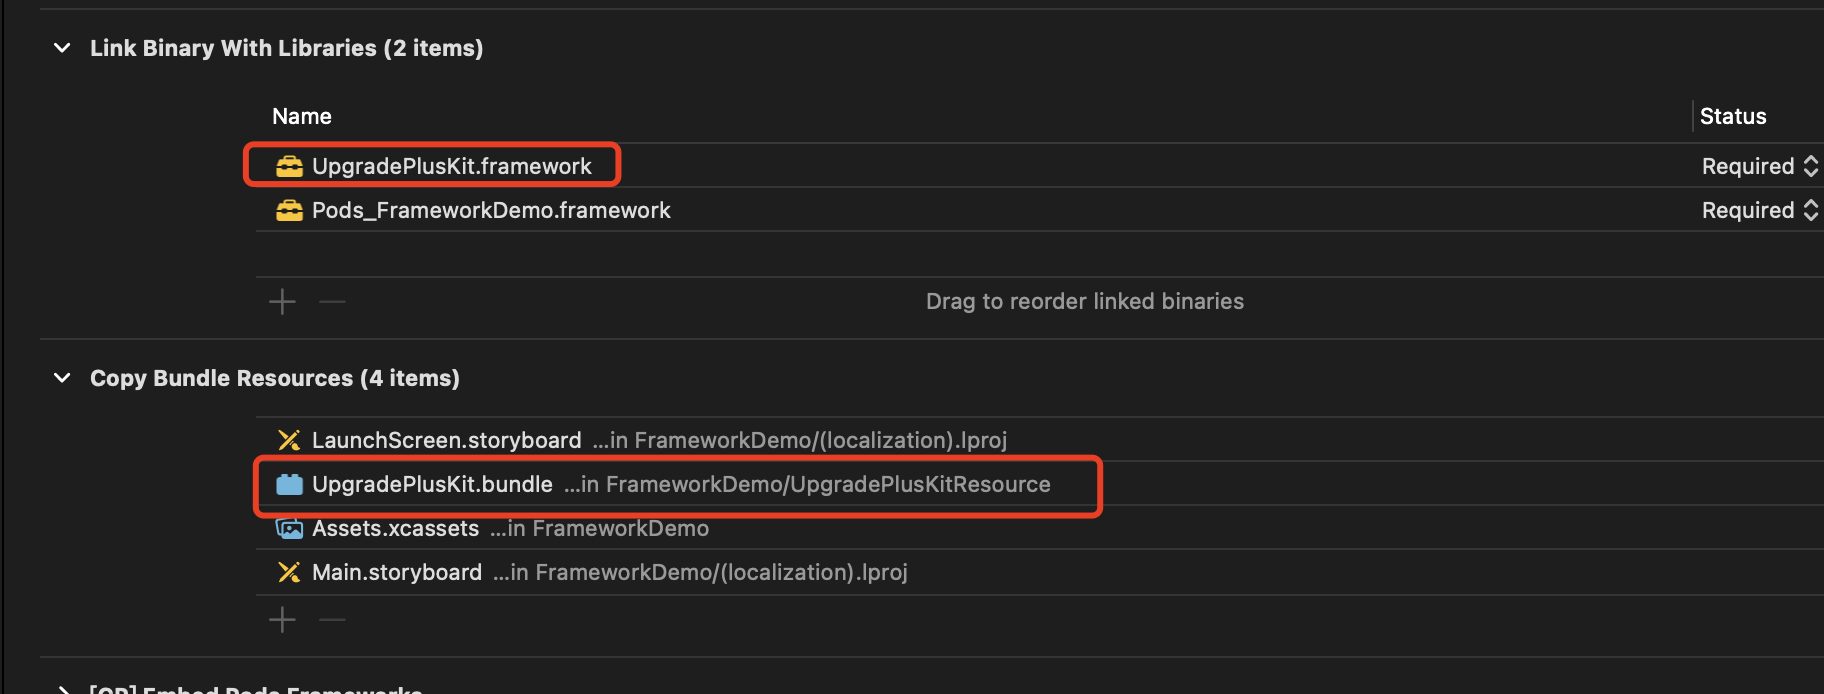 Link Binary With Libraries (2 items)
Name Status
UpgradePlusKit.framework Required
Pods_FrameworkDemo.framework Required
Drag to reorder linked binaries
Copy Bundle Resources (4 items)
LaunchScreen.storyboard ...in FrameworkDemo/(localization).lproj
UpgradePlusKit.bundle ...in FrameworkDemo/UpgradePlusKitResource
Assets.xcassets ...in FrameworkDemo
Main.storyboard ...in FrameworkDemo/(localization).lproj
[CP] Embed Pods Frameworks